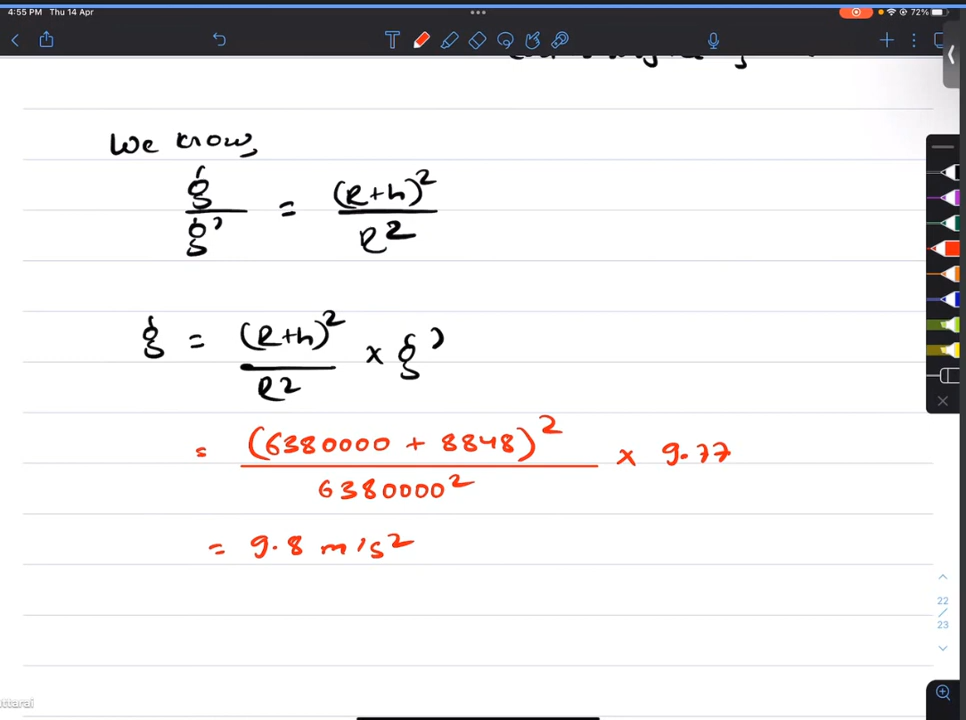 4:55 PM Thu 14 Apr
72%
We know,
g/g' = (R+h)²/R²
g = (R+h)²/R² × g'
= (6380000 + 8848)²/6380000² × 9.77
= 9.8 m/s²
22
/
23
uttarai